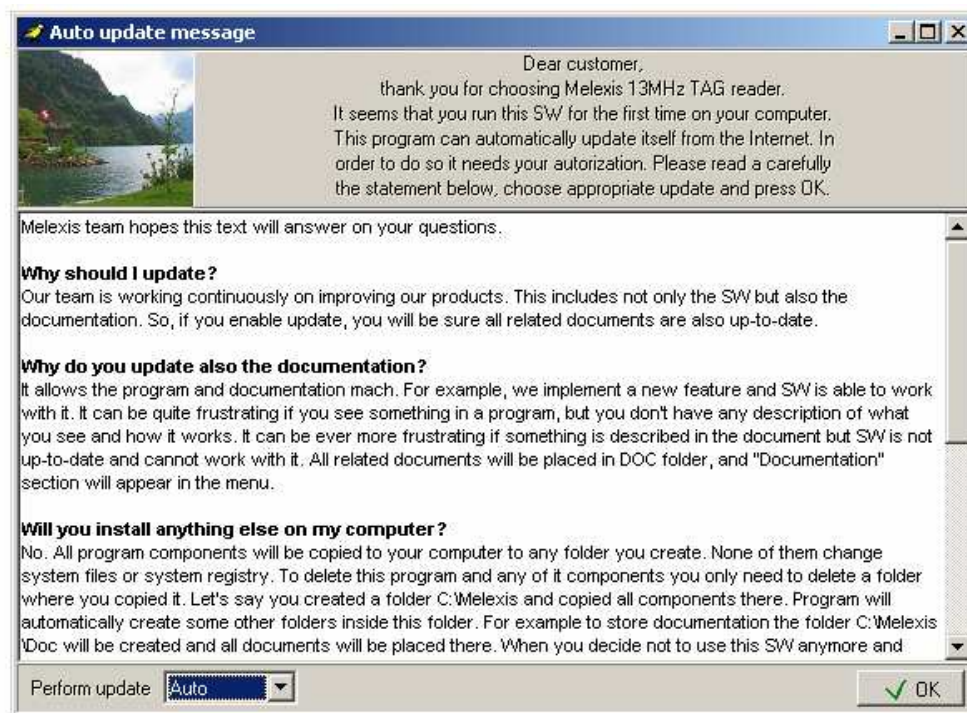 Auto update message
Dear customer,
thank you for choosing Melexis 13MHz TAG reader.
It seems that you run this SW for the first time on your computer.
This program can automatically update itself from the Internet. In
order to do so it needs your autorization. Please read a carefully
the statement below, choose appropriate update and press OK.
Melexis team hopes this text will answer on your questions.
Why should I update?
Our team is working continuously on improving our products. This includes not only the SW but also the
documentation. So, if you enable update, you will be sure all related documents are also up-to-date.
Why do you update also the documentation?
It allows the program and documentation mach. For example, we implement a new feature and SW is able to work
with it. It can be quite frustrating if you see something in a program, but you don't have any description of what
you see and how it works. It can be ever more frustrating if something is described in the document but SW is not
up-to-date and cannot work with it. All related documents will be placed in DOC folder, and "Documentation"
section will appear in the menu.
Will you install anything else on my computer?
No. All program components will be copied to your computer to any folder you create. None of them change
system files or system registry. To delete this program and any of it components you only need to delete a folder
where you copied it. Let's say you created a folder C:\Melexis and copied all components there. Program will
automatically create some other folders inside this folder. For example to store documentation the folder C:\Melexis
\Doc will be created and all documents will be placed there. When you decide not to use this SW anymore and
Perform update Auto OK